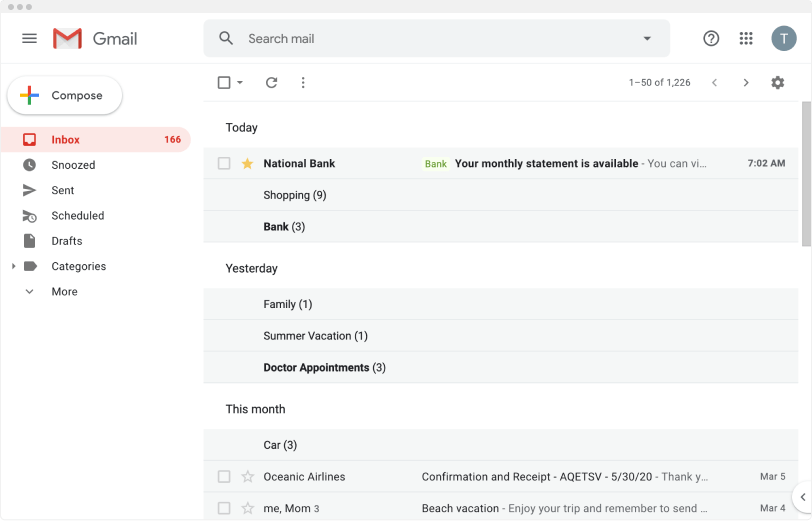 Gmail
Search mail
T
Compose
1–50 of 1,226
Inbox 166
Snoozed
Sent
Scheduled
Drafts
Categories
More
Today
National Bank Bank Your monthly statement is available - You can vi... 7:02 AM
Shopping (9)
Bank (3)
Yesterday
Family (1)
Summer Vacation (1)
Doctor Appointments (3)
This month
Car (3)
Oceanic Airlines Confirmation and Receipt - AQETSV - 5/30/20 - Thank y... Mar 5
me, Mom 3 Beach vacation - Enjoy your trip and remember to send ... Mar 4